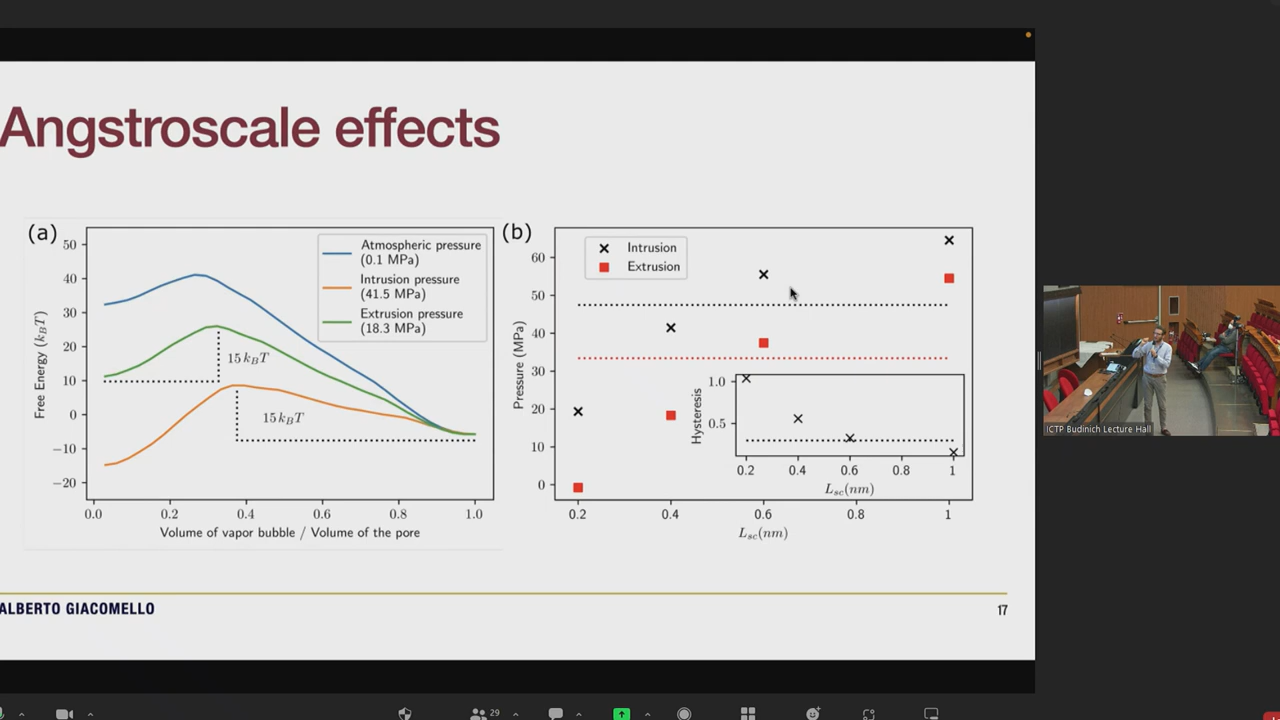 Angstroscale effects
(a)
50
40
30
20
10
0
−10
−20
Free Energy (k_BT)
Atmospheric pressure
(0.1 MPa)
Intrusion pressure
(41.5 MPa)
Extrusion pressure
(18.3 MPa)
15 k_BT
15 k_BT
0.0 0.2 0.4 0.6 0.8 1.0
Volume of vapor bubble / Volume of the pore
(b)
60
50
40
30
20
10
0
Pressure (MPa)
Intrusion
Extrusion
1.0
0.5
Hysteresis
0.2 0.4 0.6 0.8 1
L_sc(nm)
0.2 0.4 0.6 0.8 1
L_sc(nm)
ALBERTO GIACOMELLO
17
ICTP Budinich Lecture Hall
29